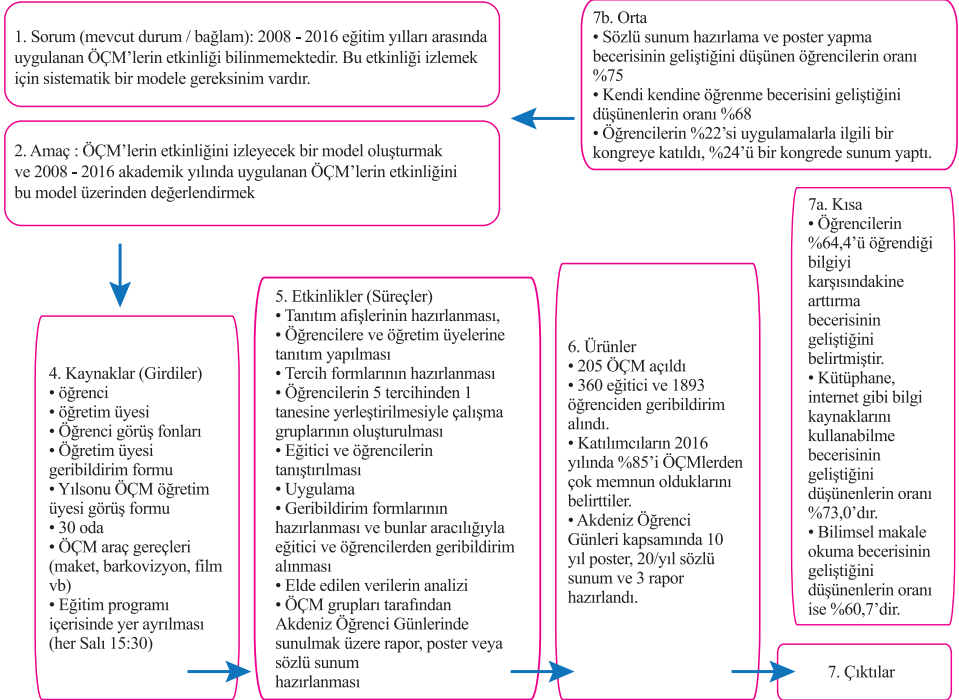 1. Sorum (mevcut durum / bağlam): 2008 - 2016 eğitim yılları arasında
uygulanan ÖÇM’lerin etkinliği bilinmemektedir. Bu etkinliği izlemek
için sistematik bir modele gereksinim vardır.
2. Amaç : ÖÇM’lerin etkinliğini izleyecek bir model oluşturmak
ve 2008 - 2016 akademik yılında uygulanan ÖÇM’lerin etkinliğini
bu model üzerinden değerlendirmek
4. Kaynaklar (Girdiler)
• öğrenci
• öğretim üyesi
• Öğrenci görüş fonları
• Öğretim üyesi
geribildirim formu
• Yılsonu ÖÇM öğretim
üyesi görüş formu
• 30 oda
• ÖÇM araç gereçleri
(maket, barkovizyon, film
vb)
• Eğitim programı
içerisinde yer ayrılması
(her Salı 15:30)
5. Etkinlikler (Süreçler)
• Tanıtım afişlerinin hazırlanması,
• Öğrencilere ve öğretim üyelerine
tanıtım yapılması
• Tercih formlarının hazırlanması
• Öğrencilerin 5 tercihinden 1
tanesine yerleştirilmesiyle çalışma
gruplarının oluşturulması
• Eğitici ve öğrencilerin
tanıştırılması
• Uygulama
• Geribildirim formlarının
hazırlanması ve bunlar aracılığıyla
eğitici ve öğrencilerden geribildirim
alınması
• Elde edilen verilerin analizi
• ÖÇM grupları tarafından
Akdeniz Öğrenci Günlerinde
sunulmak üzere rapor, poster veya
sözlü sunum
hazırlanması
6. Ürünler
• 205 ÖÇM açıldı
• 360 eğitici ve 1893
öğrenciden geribildirim
alındı.
• Katılımcıların 2016
yılında %85’i ÖÇMlerden
çok memnun olduklarını
belirttiler.
• Akdeniz Öğrenci
Günleri kapsamında 10
yıl poster, 20/yıl sözlü
sunum ve 3 rapor
hazırlandı.
7. Çıktılar
7a. Kısa
• Öğrencilerin
%64,4’ü öğrendiği
bilgiyi
karşısındakine
arttırma
becerisinin
geliştiğini
belirtmiştir.
• Kütüphane,
internet gibi bilgi
kaynaklarını
kullanabilme
becerisinin
geliştiğini
düşünenlerin oranı
%73,0’dır.
• Bilimsel makale
okuma becerisinin
geliştiğini
düşünenlerin oranı
ise %60,7’dir.
7b. Orta
• Sözlü sunum hazırlama ve poster yapma
becerisinin geliştiğini düşünen öğrencilerin oranı
%75
• Kendi kendine öğrenme becerisini geliştiğini
düşünenlerin oranı %68
• Öğrencilerin %22’si uygulamalarla ilgili bir
kongreye katıldı, %24’ü bir kongrede sunum yaptı.